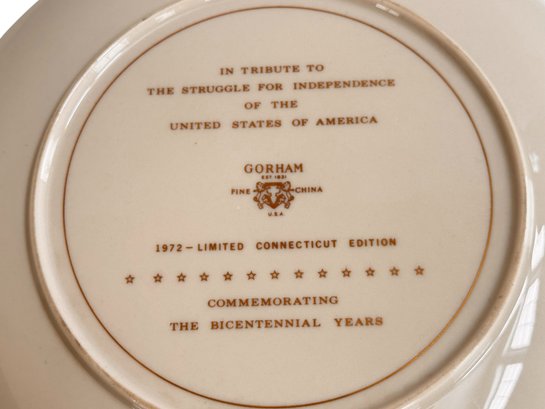 IN TRIBUTE TO
THE STRUGGLE FOR INDEPENDENCE
OF THE
UNITED STATES OF AMERICA
GORHAM
EST 1831
FINE CHINA
U.S.A
1972 – LIMITED CONNECTICUT EDITION
COMMEMORATING
THE BICENTENNIAL YEARS